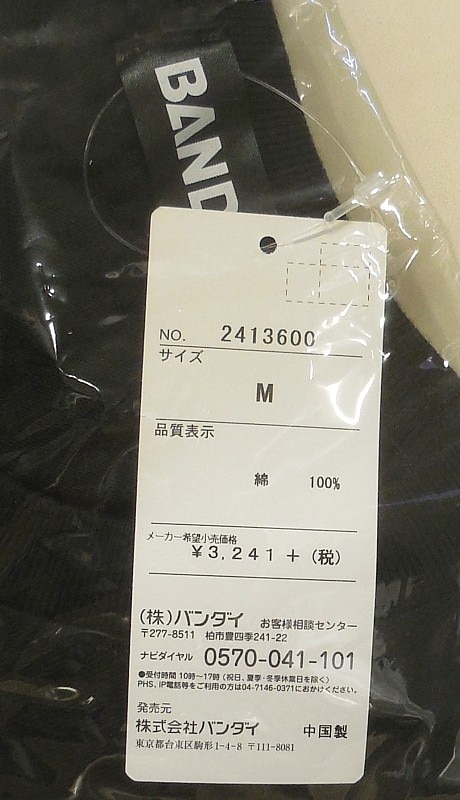 BAND
NO. 2413600
サイズ
M
品質表示
綿 100%
メーカー希望小売価格
¥3,241 + (税)
(株)バンダイ お客様相談センター
〒277-8511 柏市豊四季241-22
ナビダイヤル 0570-041-101
●受付時間 10時~17時 (祝日、夏季・冬季休業日を除く)
PHS、IP電話等をご利用の方は04-7146-0371におかけください。
発売元
株式会社バンダイ 中国製
東京都台東区駒形1-4-8 〒111-8081